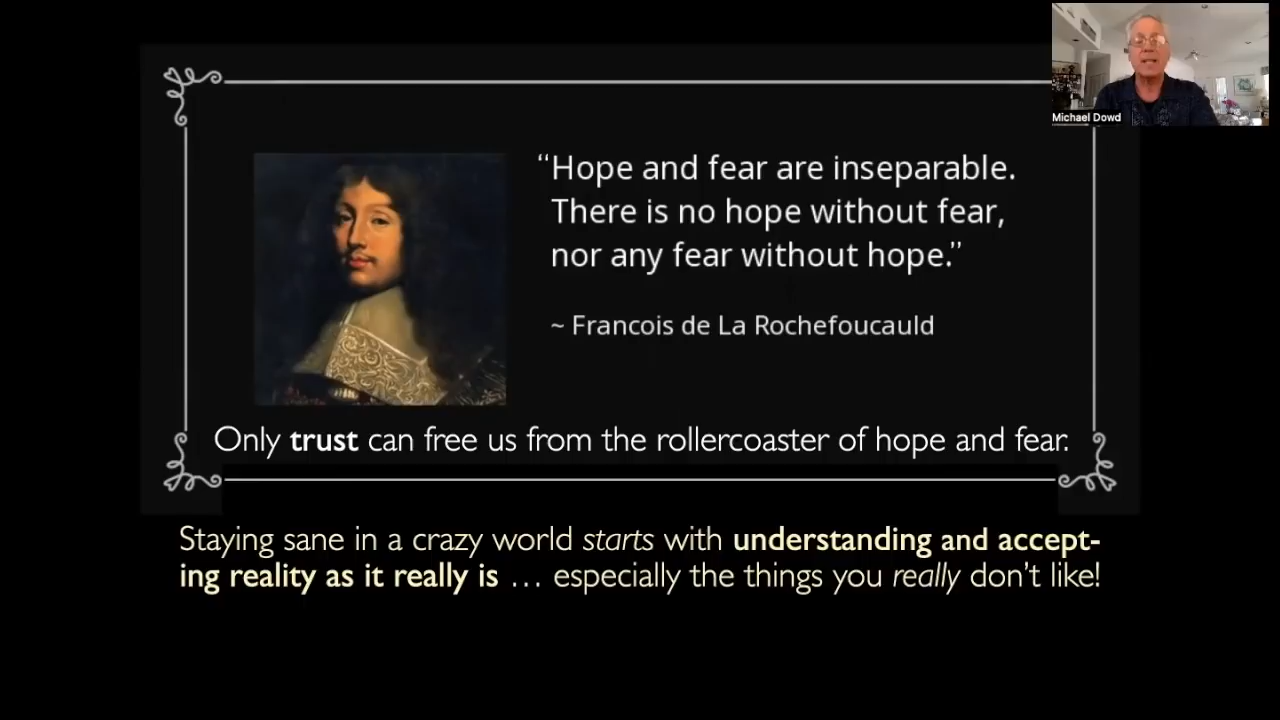 Michael Dowd
“Hope and fear are inseparable.
There is no hope without fear,
nor any fear without hope.”
~ Francois de La Rochefoucauld
Only trust can free us from the rollercoaster of hope and fear.
Staying sane in a crazy world starts with understanding and accept-
ing reality as it really is … especially the things you really don’t like!